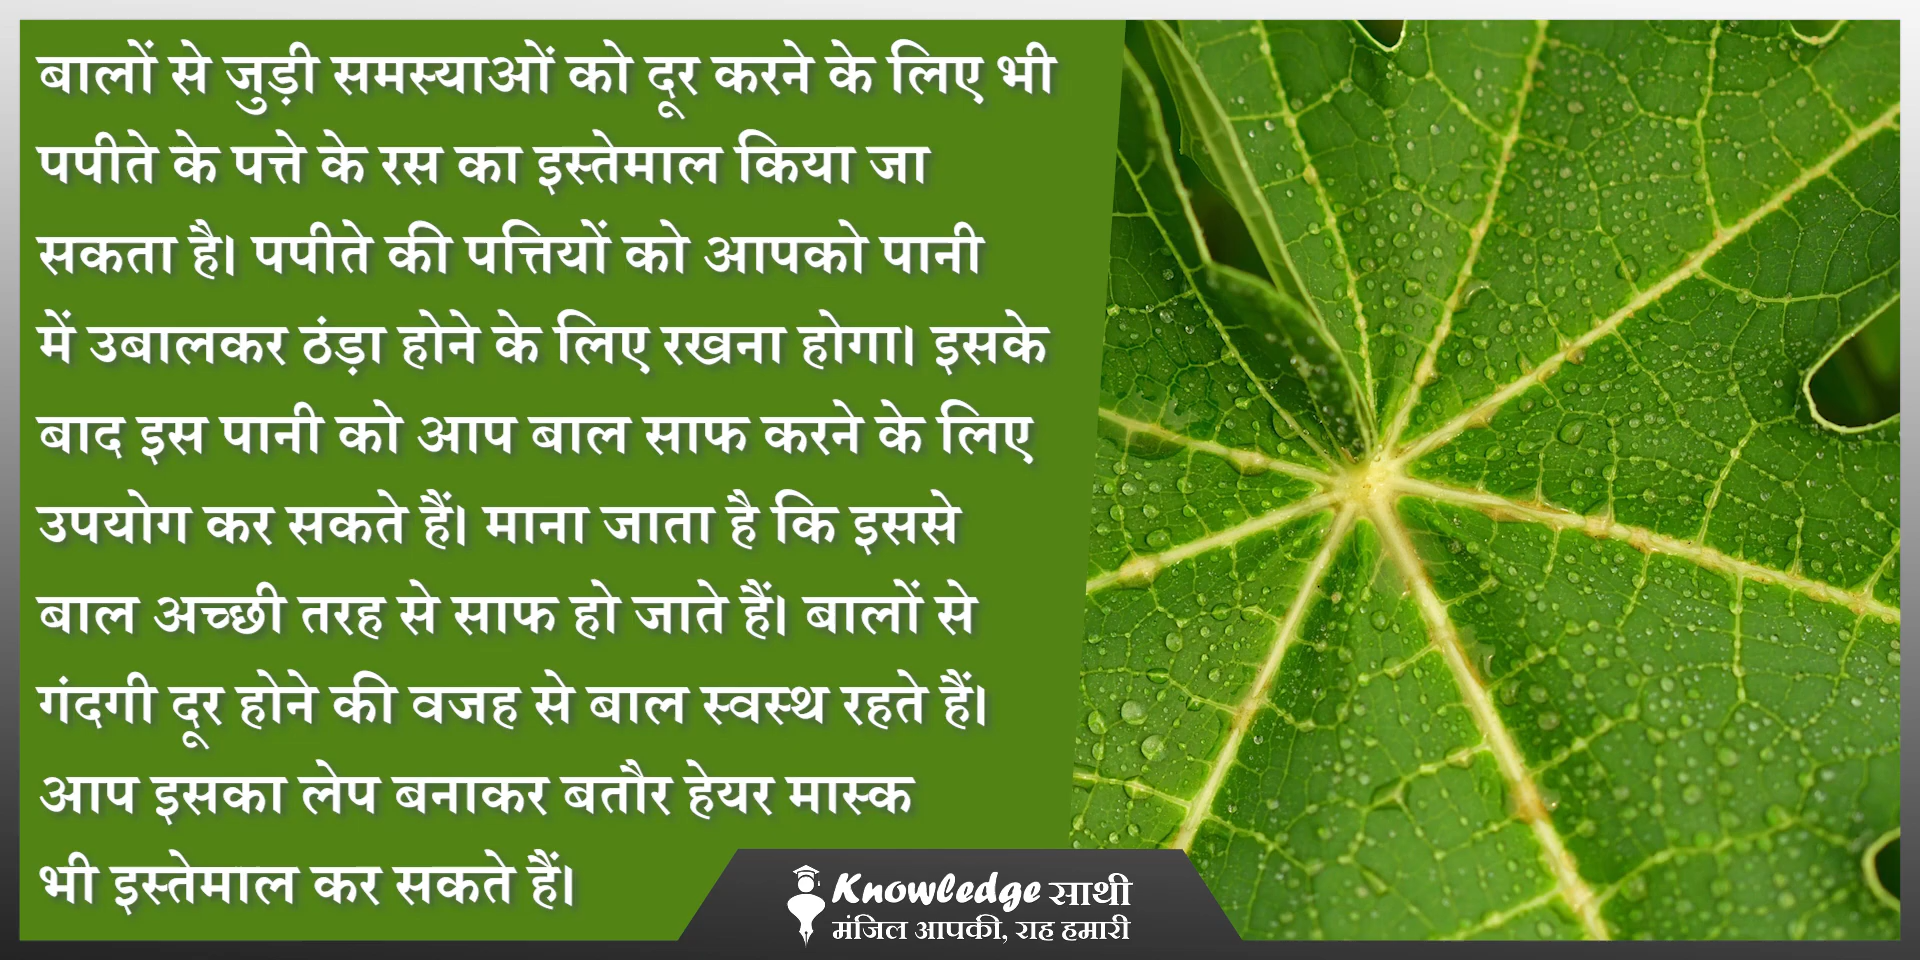 बालों से जुड़ी समस्याओं को दूर करने के लिए भी
पपीते के पत्ते के रस का इस्तेमाल किया जा
सकता है। पपीते की पत्तियों को आपको पानी
में उबालकर ठंड़ा होने के लिए रखना होगा। इसके
बाद इस पानी को आप बाल साफ करने के लिए
उपयोग कर सकते हैं। माना जाता है कि इससे
बाल अच्छी तरह से साफ हो जाते हैं। बालों से
गंदगी दूर होने की वजह से बाल स्वस्थ रहते हैं।
आप इसका लेप बनाकर बतौर हेयर मास्क
भी इस्तेमाल कर सकते हैं।
Knowledge साथी
मंजिल आपकी, राह हमारी